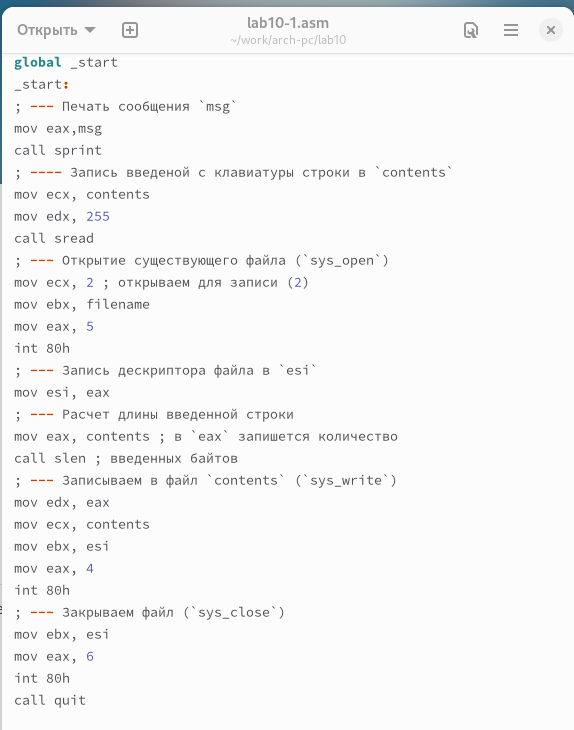 Открыть
lab10-1.asm
~/work/arch-pc/lab10
global _start
_start:
; --- Печать сообщения `msg`
mov eax,msg
call sprint
; ---- Запись введеной с клавиатуры строки в `contents`
mov ecx, contents
mov edx, 255
call sread
; --- Открытие существующего файла (`sys_open`)
mov ecx, 2 ; открываем для записи (2)
mov ebx, filename
mov eax, 5
int 80h
; --- Запись дескриптора файла в `esi`
mov esi, eax
; --- Расчет длины введенной строки
mov eax, contents ; в `eax` запишется количество
call slen ; введенных байтов
; --- Записываем в файл `contents` (`sys_write`)
mov edx, eax
mov ecx, contents
mov ebx, esi
mov eax, 4
int 80h
; --- Закрываем файл (`sys_close`)
mov ebx, esi
mov eax, 6
int 80h
call quit